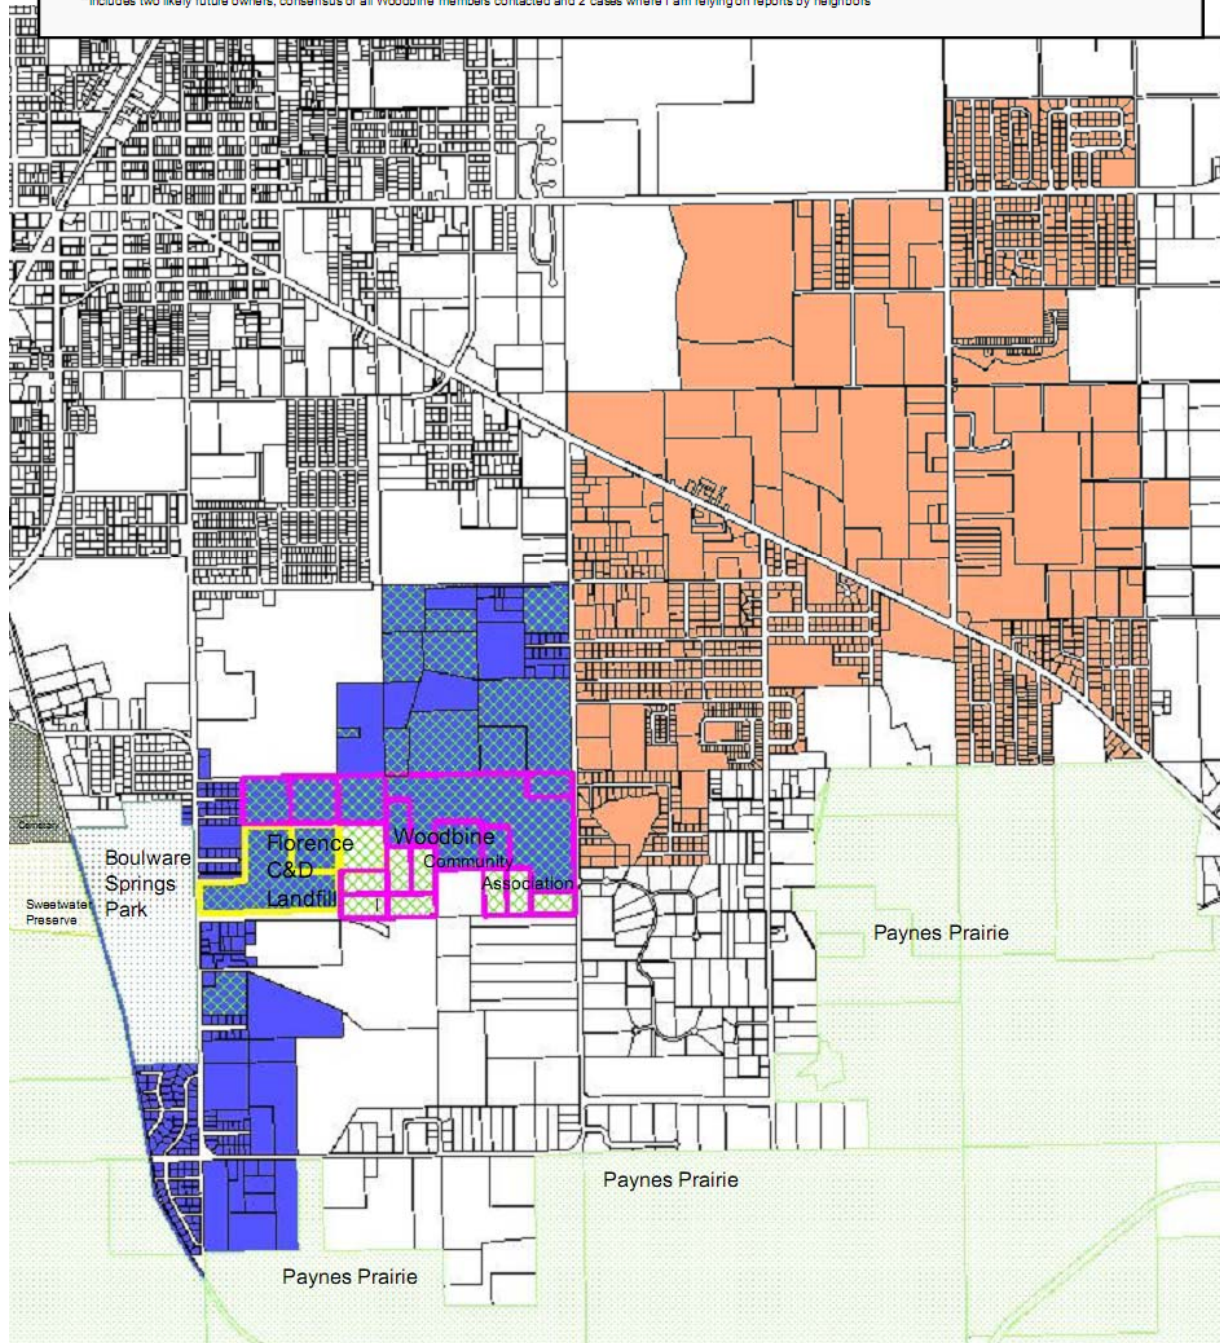 * includes two likely future owners, consensus of all Woodbine members contacted and 2 cases where I am relying on reports by neighbors
Cemetary
Florence
C&D
Landfill
Woodbine
Community
Association
Boulware
Springs
Park
Sweetwater
Preserve
Paynes Prairie
Paynes Prairie
Paynes Prairie